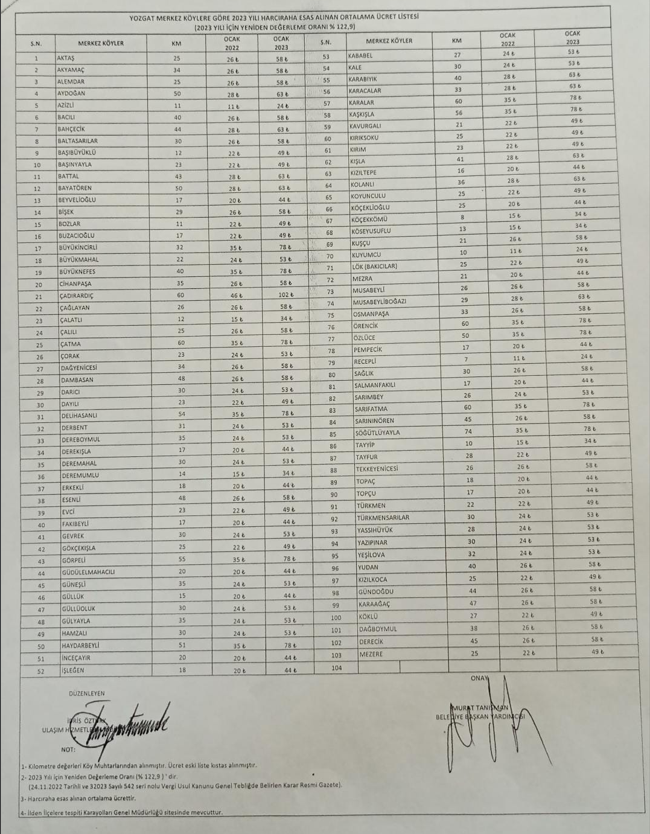 YOZGAT MERKEZ KÖYLERE GÖRE 2023 YILI HARCIRAHA ESAS ALINAN ORTALAMA ÜCRET LİSTESİ
(2023 YILI İÇİN YENİDEN DEĞERLEME ORANI % 122,9)
S.N. MERKEZ KÖYLER KM OCAK 2022 OCAK 2023 S.N. MERKEZ KÖYLER KM OCAK 2022 OCAK 2023
1 AKTAŞ 25 26 ₺ 58 ₺ 53 KABABEL 27 24 ₺ 53 ₺
2 AKYAMAÇ 34 26 ₺ 58 ₺ 54 KALE 30 24 ₺ 53 ₺
3 ALEMDAR 25 26 ₺ 58 ₺ 55 KARABIYIK 40 28 ₺ 63 ₺
4 AYDOĞAN 50 28 ₺ 63 ₺ 56 KARACALAR 33 28 ₺ 63 ₺
5 AZİZLİ 11 11 ₺ 24 ₺ 57 KARALAR 60 35 ₺ 78 ₺
6 BACILI 40 26 ₺ 58 ₺ 58 KAŞKIŞLA 56 35 ₺ 78 ₺
7 BAHÇECİK 44 28 ₺ 63 ₺ 59 KAVURGALI 21 22 ₺ 49 ₺
8 BALTASARILAR 30 26 ₺ 58 ₺ 60 KIRIKSOKU 25 22 ₺ 49 ₺
9 BAŞIBÜYÜKLÜ 12 22 ₺ 49 ₺ 61 KIRIM 23 22 ₺ 49 ₺
10 BAŞINYAYLA 23 22 ₺ 49 ₺ 62 KIŞLA 41 28 ₺ 63 ₺
11 BATTAL 43 28 ₺ 63 ₺ 63 KIZILTEPE 16 20 ₺ 44 ₺
12 BAYATÖREN 50 28 ₺ 63 ₺ 64 KOLANLI 36 28 ₺ 63 ₺
13 BEYVELİOĞLU 17 20 ₺ 44 ₺ 65 KOYUNCULU 25 22 ₺ 49 ₺
14 BİŞEK 29 26 ₺ 58 ₺ 66 KÖÇEKLİOĞLU 25 20 ₺ 44 ₺
15 BOZLAR 11 22 ₺ 49 ₺ 67 KÖÇEKKÖMÜ 8 15 ₺ 34 ₺
16 BUZACIOĞLU 17 22 ₺ 49 ₺ 68 KÖSEYUSUFLU 13 15 ₺ 34 ₺
17 BÜYÜKİNCİRLİ 32 35 ₺ 78 ₺ 69 KUŞÇU 21 26 ₺ 58 ₺
18 BÜYÜKMAHAL 22 24 ₺ 53 ₺ 70 KUYUMCU 10 11 ₺ 24 ₺
19 BÜYÜKNEFES 40 35 ₺ 78 ₺ 71 LÖK (BAKICILAR) 25 22 ₺ 49 ₺
20 CİHANPAŞA 35 26 ₺ 58 ₺ 72 MEZRA 21 20 ₺ 44 ₺
21 ÇADIRARDIÇ 60 46 ₺ 102 ₺ 73 MUSABEYLİ 26 26 ₺ 58 ₺
22 ÇAĞLAYAN 26 26 ₺ 58 ₺ 74 MUSABEYLİBOĞAZI 29 28 ₺ 63 ₺
23 ÇALATLI 12 15 ₺ 34 ₺ 75 OSMANPAŞA 33 26 ₺ 58 ₺
24 ÇALILI 25 26 ₺ 58 ₺ 76 ÖRENCİK 60 35 ₺ 78 ₺
25 ÇATMA 60 35 ₺ 78 ₺ 77 ÖZLÜCE 50 35 ₺ 78 ₺
26 ÇORAK 23 24 ₺ 53 ₺ 78 PEMPECİK 17 20 ₺ 44 ₺
27 DAĞYENİCESİ 34 26 ₺ 58 ₺ 79 RECEPLİ 7 11 ₺ 24 ₺
28 DAMBASAN 48 26 ₺ 58 ₺ 80 SAĞLIK 30 26 ₺ 58 ₺
29 DARICI 30 24 ₺ 53 ₺ 81 SALMANFAKILI 17 20 ₺ 44 ₺
30 DAYILI 23 22 ₺ 49 ₺ 82 SARIMBEY 26 24 ₺ 53 ₺
31 DELİHASANLI 54 35 ₺ 78 ₺ 83 SARIFATMA 60 35 ₺ 78 ₺
32 DERBENT 31 24 ₺ 53 ₺ 84 SARININÖREN 45 26 ₺ 58 ₺
33 DEREBOYMUL 35 24 ₺ 53 ₺ 85 SÖĞÜTLÜYAYLA 74 35 ₺ 78 ₺
34 DEREKIŞLA 17 20 ₺ 44 ₺ 86 TAYYİP 10 15 ₺ 34 ₺
35 DEREMAHAL 30 24 ₺ 53 ₺ 87 TAYFUR 28 22 ₺ 49 ₺
36 DEREMUMLU 14 15 ₺ 34 ₺ 88 TEKKEYENİCESİ 26 26 ₺ 58 ₺
37 ERKEKLİ 18 20 ₺ 44 ₺ 89 TOPAÇ 18 20 ₺ 44 ₺
38 ESENLİ 48 26 ₺ 58 ₺ 90 TOPÇU 17 20 ₺ 44 ₺
39 EVCİ 23 22 ₺ 49 ₺ 91 TÜRKMEN 22 22 ₺ 49 ₺
40 FAKIBEYLİ 17 20 ₺ 44 ₺ 92 TÜRKMENSARILAR 30 24 ₺ 53 ₺
41 GEVREK 30 24 ₺ 53 ₺ 93 YASSIHÜYÜK 28 24 ₺ 53 ₺
42 GÖKÇEKIŞLA 25 22 ₺ 49 ₺ 94 YAZIPINAR 30 24 ₺ 53 ₺
43 GÖRPELİ 55 35 ₺ 78 ₺ 95 YEŞİLOVA 32 24 ₺ 53 ₺
44 GÜDÜLELMAHACILI 20 20 ₺ 44 ₺ 96 YUDAN 40 26 ₺ 58 ₺
45 GÜNEŞLİ 35 24 ₺ 53 ₺ 97 KIZILKOCA 25 22 ₺ 49 ₺
46 GÜLLÜK 15 20 ₺ 44 ₺ 98 GÜNDOĞDU 44 26 ₺ 58 ₺
47 GÜLLÜOLUK 30 24 ₺ 53 ₺ 99 KARAAĞAÇ 47 26 ₺ 58 ₺
48 GÜLYAYLA 35 24 ₺ 53 ₺ 100 KÖKLÜ 27 22 ₺ 49 ₺
49 HAMZALI 30 24 ₺ 53 ₺ 101 DAĞBOYMUL 38 26 ₺ 58 ₺
50 HAYDARBEYLİ 51 35 ₺ 78 ₺ 102 DERECİK 45 26 ₺ 58 ₺
51 İNCEÇAYIR 20 20 ₺ 44 ₺ 103 MEZERE 25 22 ₺ 49 ₺
52 İŞLEĞEN 18 20 ₺ 44 ₺ 104
DÜZENLEYEN ONAY
MURAT TANIŞMAN
ULAŞIM BELEDİYE BAŞKAN YARDIMCISI
NOT:
1- Kilometre değerleri Köy Muhtarlarından alınmıştır. Ücret eski liste kıstas alınmıştır.
2- 2023 Yılı İçin Yeniden Değerleme Oranı (% 122,9 ) ' dir.
(24.11.2022 Tarihli ve 32023 Sayılı 542 seri nolu Vergi Usul Kanunu Genel Tebliğde Belirlen Karar Resmi Gazete).
3- Harcıraha esas alınan ortalama ücrettir.
4- İlden İlçelere tespiti Karayolları Genel Müdürlüğü sitesinde mevcuttur.